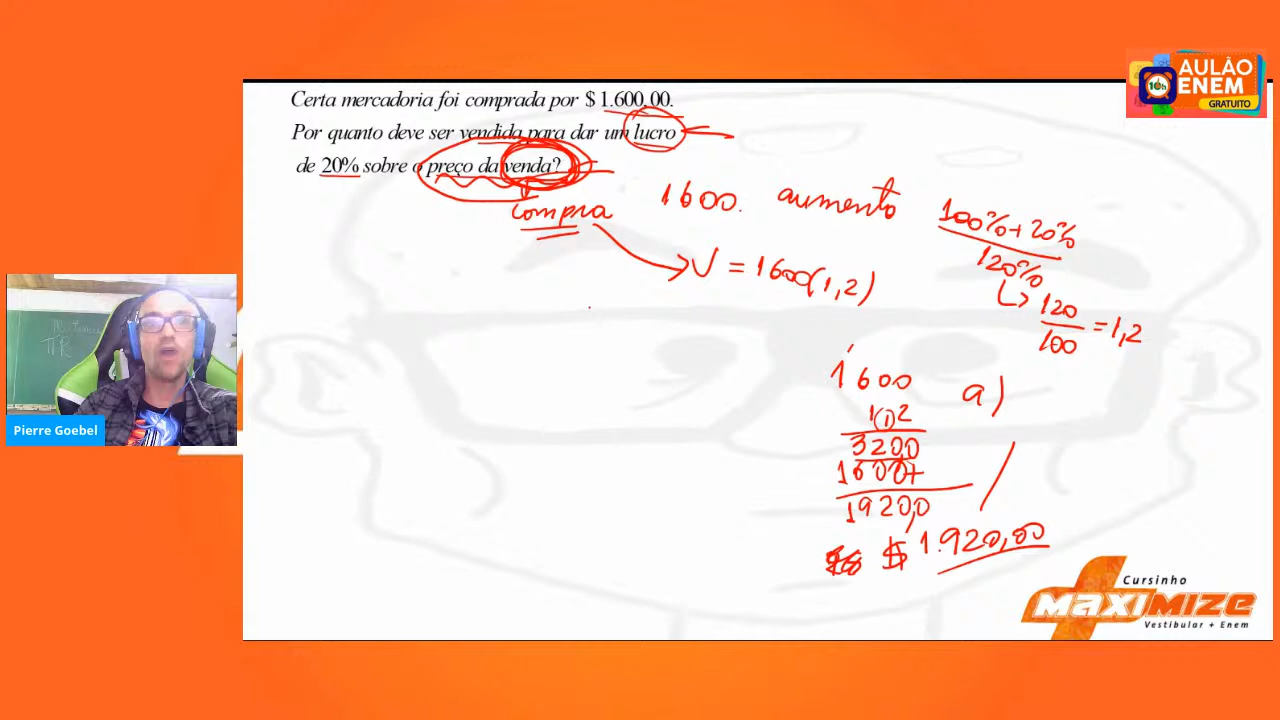 AULÃO
ENEM
GRATUITO
Certa mercadoria foi comprada por $ 1.600,00.
Por quanto deve ser vendida para dar um lucro
de 20% sobre o preço da venda?
compra
1600. aumento
100%+20%
120%
V = 1600(1,2)
120
100
=1,2
1600
1,2
3200
1600+
1920,0
a)
$ 1.920,00
Pierre Goebel
Cursinho
MAXIMIZE
Vestibular + Enem